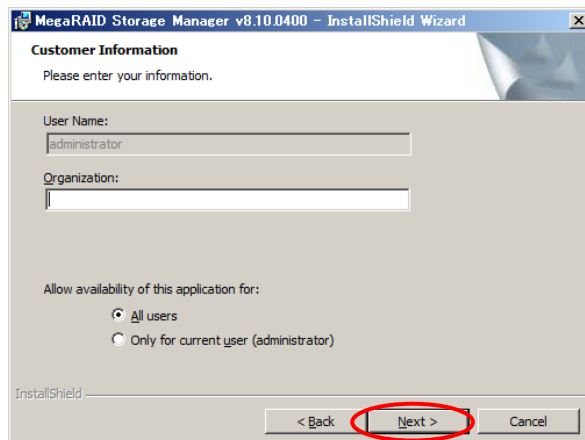 MegaRAID Storage Manager v8.10.0400 - InstallShield Wizard
Customer Information
Please enter your information.
User Name:
administrator
Organization:
Allow availability of this application for:
All users
Only for current user (administrator)
InstallShield
< Back Next > Cancel